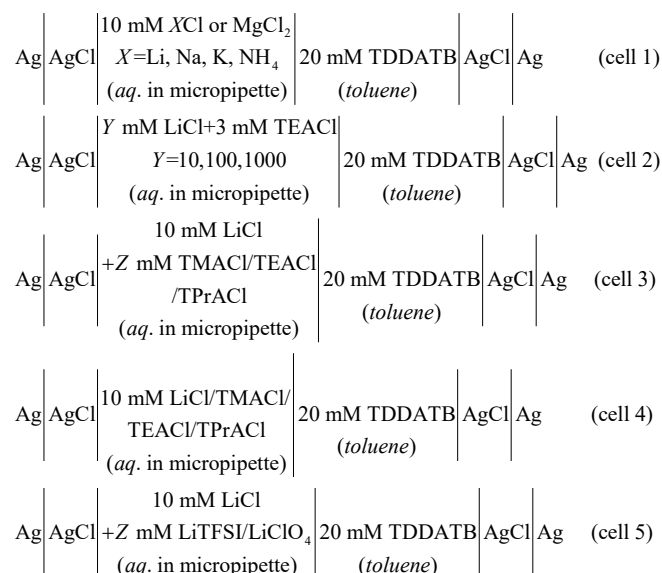 10 mM XCl or MgCl₂
Ag|AgCl|X=Li, Na, K, NH₄|20 mM TDDATB|AgCl|Ag (cell 1)
(aq. in micropipette) (toluene)
Y mM LiCl+3 mM TEACl
Ag|AgCl|Y=10,100,1000|20 mM TDDATB|AgCl|Ag (cell 2)
(aq. in micropipette) (toluene)
10 mM LiCl
Ag|AgCl|+Z mM TMACl/TEACl|20 mM TDDATB|AgCl|Ag (cell 3)
/TPrACl (toluene)
(aq. in micropipette)
Ag|AgCl|10 mM LiCl/TMACl/|20 mM TDDATB|AgCl|Ag (cell 4)
TEACl/TPrACl (toluene)
(aq. in micropipette)
10 mM LiCl
Ag|AgCl|+Z mM LiTFSI/LiClO₄|20 mM TDDATB|AgCl|Ag (cell 5)
(aq. in micropipette) (toluene)